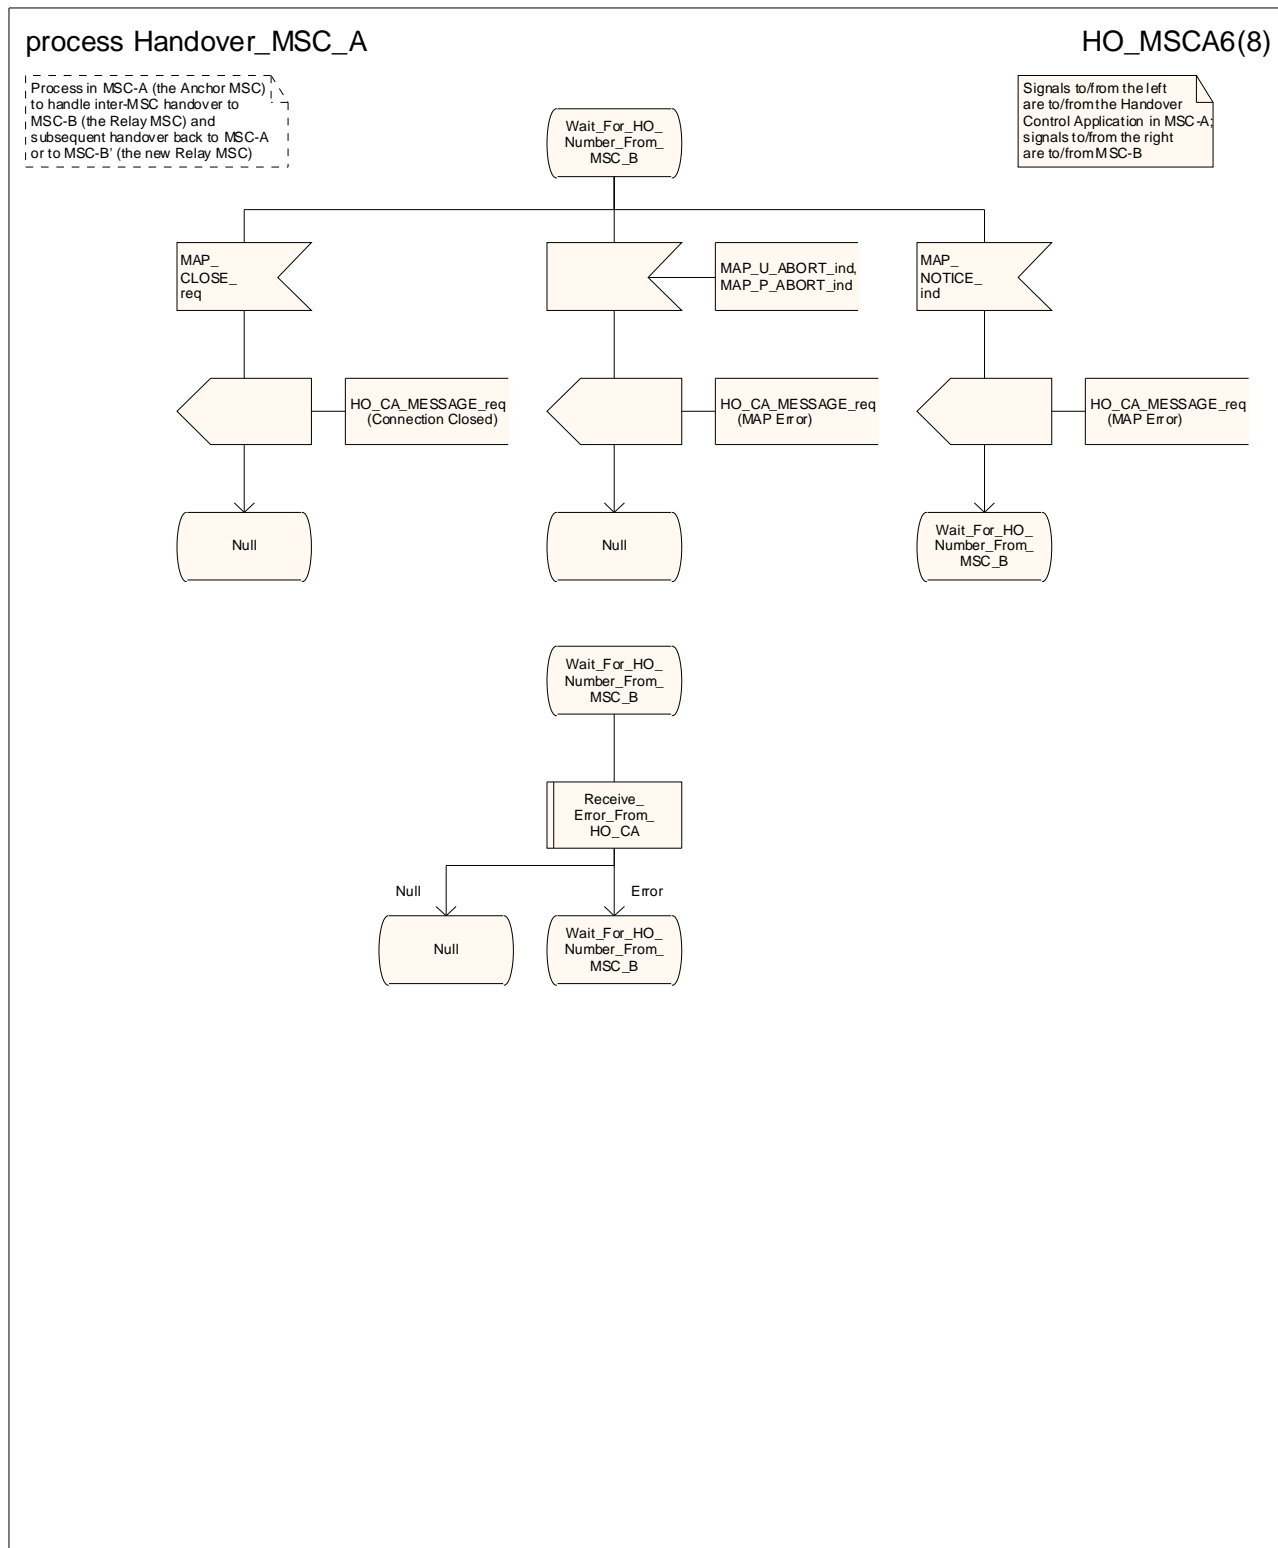 process Handover_MSC_A
HO_MSCA6(8)
Process in MSC-A (the Anchor MSC)
to handle inter-MSC handover to
MSC-B (the Relay MSC) and
subsequent handover back to MSC-A
or to MSC-B' (the new Relay MSC)
Signals to/from the left
are to/from the Handover
Control Application in MSC-A;
signals to/from the right
are to/from MSC-B
Wait_For_HO_
Number_From_
MSC_B
MAP_
CLOSE_
req
MAP_U_ABORT_ind,
MAP_P_ABORT_ind
MAP_
NOTICE_
ind
HO_CA_MESSAGE_req
(Connection Closed)
HO_CA_MESSAGE_req
(MAP Error)
HO_CA_MESSAGE_req
(MAP Error)
Null
Null
Wait_For_HO_
Number_From_
MSC_B
Wait_For_HO_
Number_From_
MSC_B
Receive_
Error_From_
HO_CA
Null
Error
Null
Wait_For_HO_
Number_From_
MSC_B